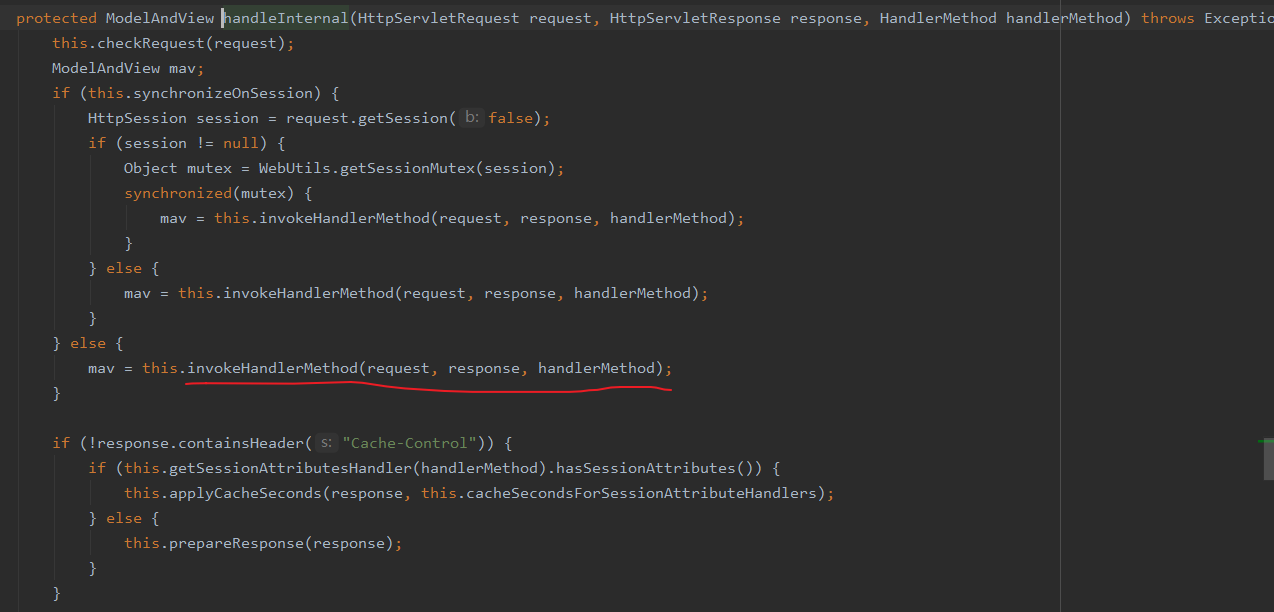 protected ModelAndView handleInternal(HttpServletRequest request, HttpServletResponse response, HandlerMethod handlerMethod) throws Exceptio
this.checkRequest(request);
ModelAndView mav;
if (this.synchronizeOnSession) {
HttpSession session = request.getSession( b: false);
if (session != null) {
Object mutex = WebUtils.getSessionMutex(session);
synchronized(mutex) {
mav = this.invokeHandlerMethod(request, response, handlerMethod);
}
} else {
mav = this.invokeHandlerMethod(request, response, handlerMethod);
}
} else {
mav = this.invokeHandlerMethod(request, response, handlerMethod);
}
if (!response.containsHeader( s: "Cache-Control")) {
if (this.getSessionAttributesHandler(handlerMethod).hasSessionAttributes()) {
this.applyCacheSeconds(response, this.cacheSecondsForSessionAttributeHandlers);
} else {
this.prepareResponse(response);
}
}